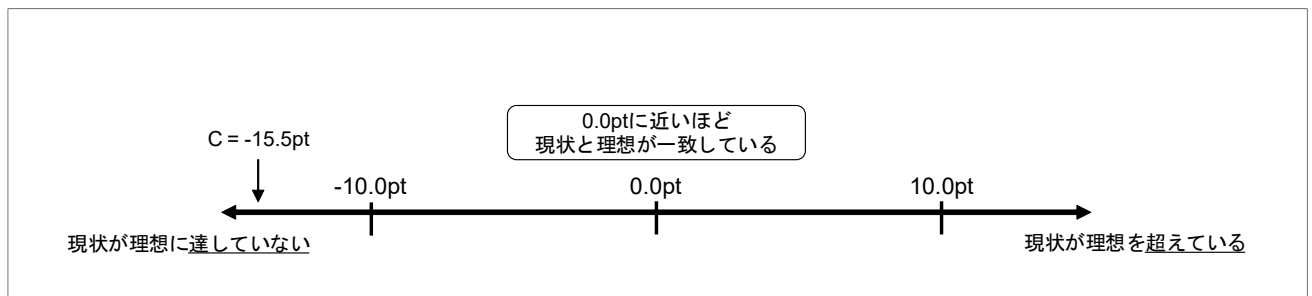 0.0ptに近いほど
現状と理想が一致している
C = -15.5pt
-10.0pt
0.0pt
10.0pt
現状が理想に達していない
現状が理想を超えている